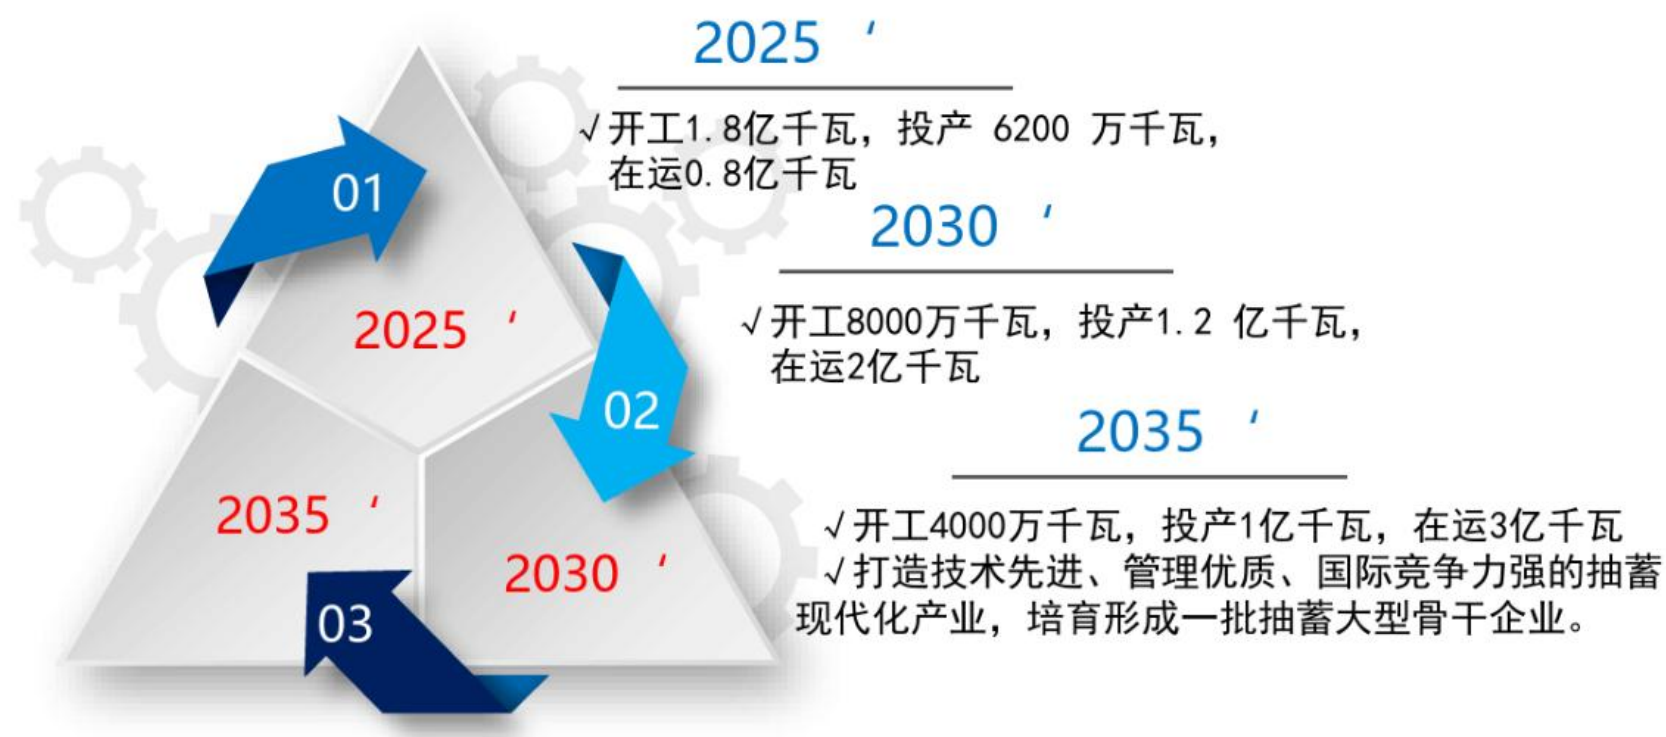 2025 ‘
√开工1.8亿千瓦，投产 6200 万千瓦，
在运0.8亿千瓦
2030 ‘
√开工8000万千瓦，投产1.2 亿千瓦，
在运2亿千瓦
2035 ‘
√开工4000万千瓦，投产1亿千瓦，在运3亿千瓦
√打造技术先进、管理优质、国际竞争力强的抽蓄
现代化产业，培育形成一批抽蓄大型骨干企业。
01
2025 ‘
02
2030 ‘
03
2035 ‘